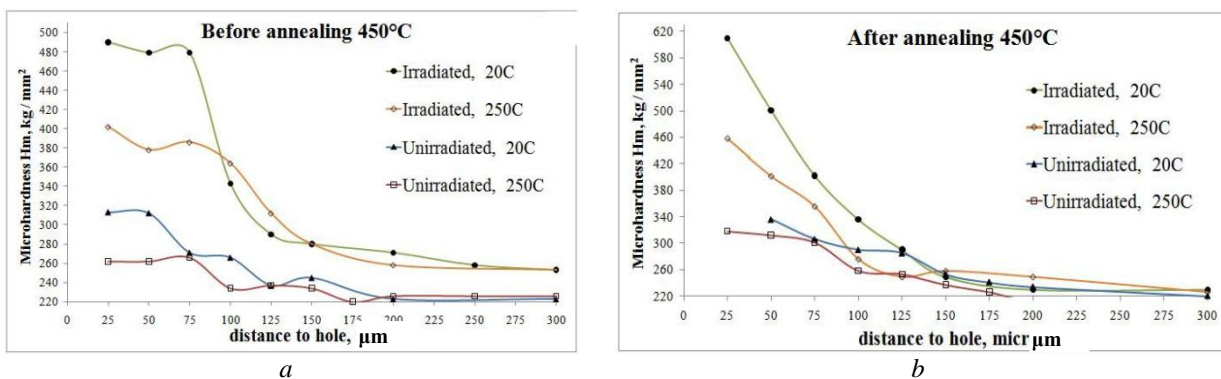 Before annealing 450°C
Microhardness Hm, kg/ mm²
500
480
460
440
420
400
380
360
340
320
300
280
260
240
220
0 25 50 75 100 125 150 175 200 225 250 275 300
distance to hole, μm
Irradiated, 20C
Irradiated, 250C
Unirradiated, 20C
Unirradiated, 250C
a
After annealing 450°C
Microhardness Hm, kg/ mm²
620
580
540
500
460
420
380
340
300
260
220
0 25 50 75 100 125 150 175 200 225 250 275 300
distance to hole, micr μm
Irradiated, 20C
Irradiated, 250C
Unirradiated, 20C
Unirradiated, 250C
b